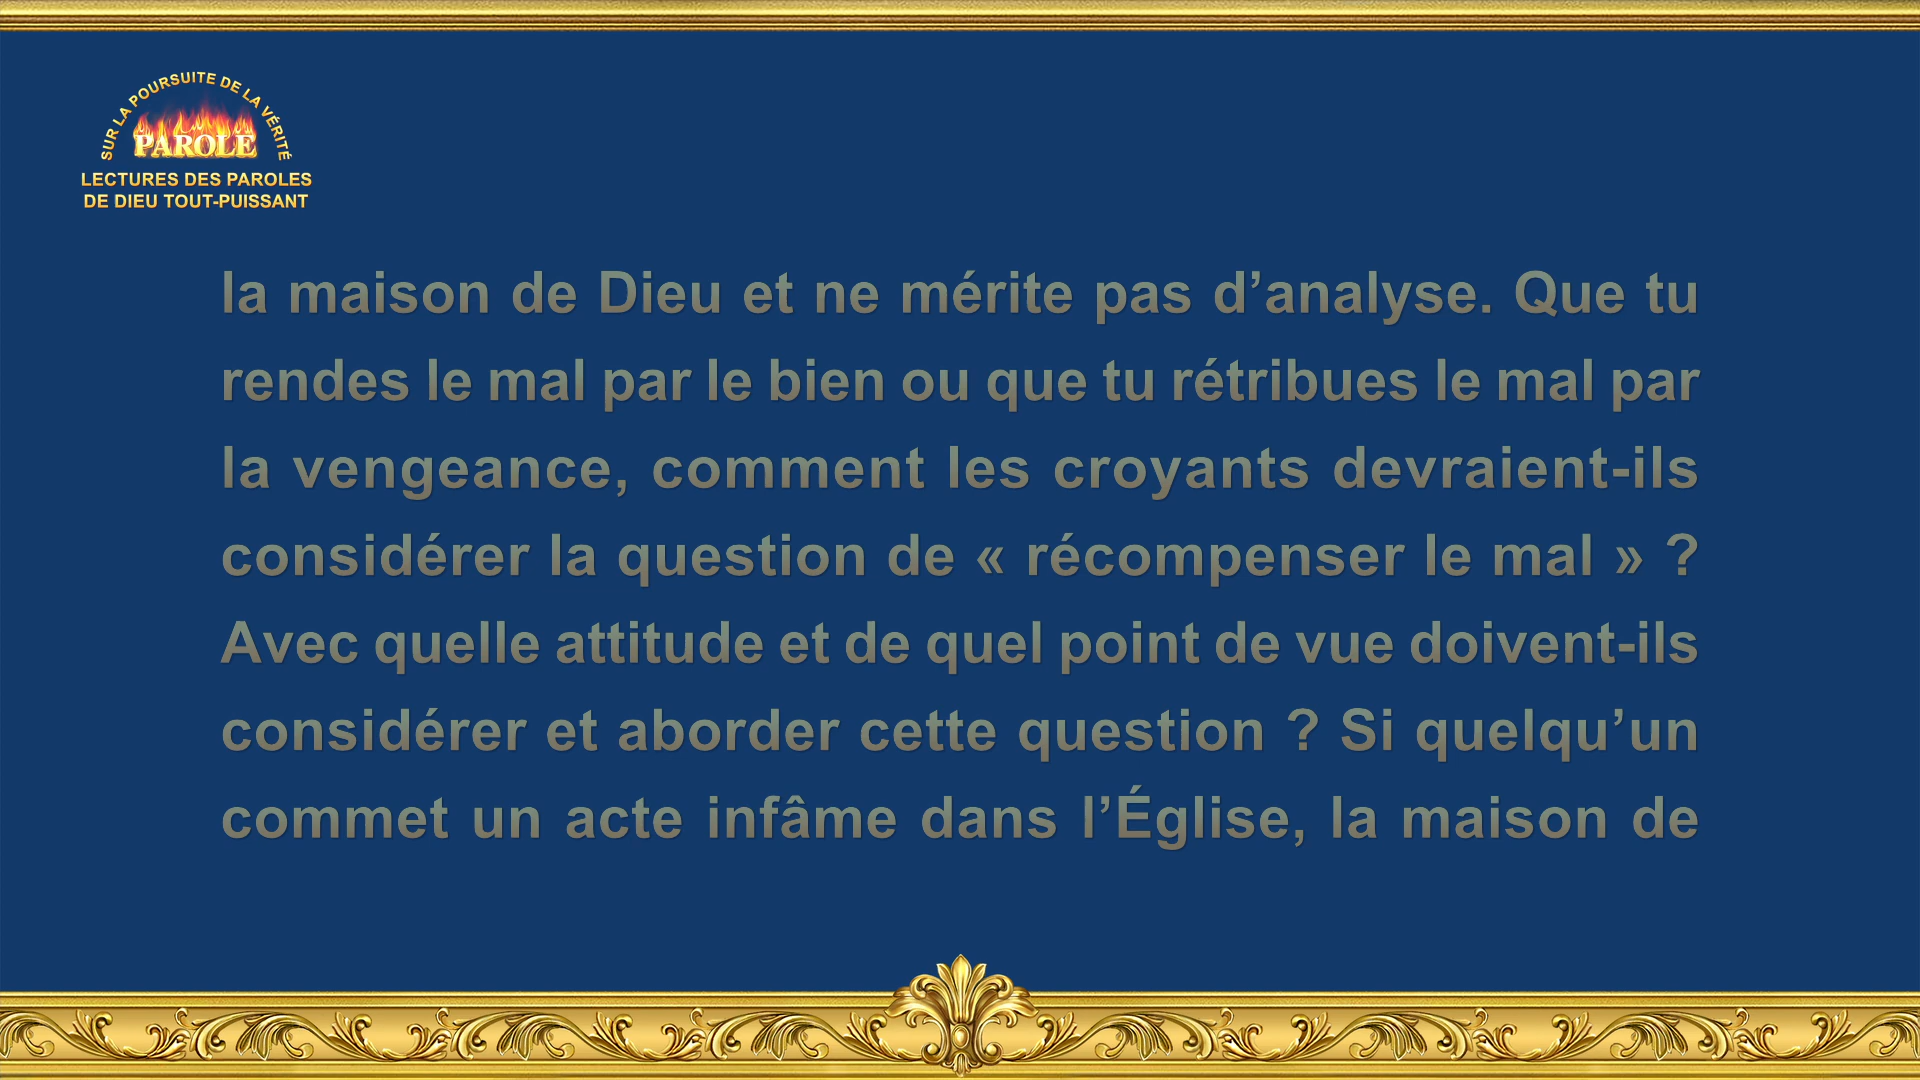 SUR LA POURSUITE DE LA VÉRITÉ
PAROLE
LECTURES DES PAROLES
DE DIEU TOUT-PUISSANT
la maison de Dieu et ne mérite pas d’analyse. Que tu
rendes le mal par le bien ou que tu rétribues le mal par
la vengeance, comment les croyants devraient-ils
considérer la question de « récompenser le mal » ?
Avec quelle attitude et de quel point de vue doivent-ils
considérer et aborder cette question ? Si quelqu’un
commet un acte infâme dans l’Église, la maison de